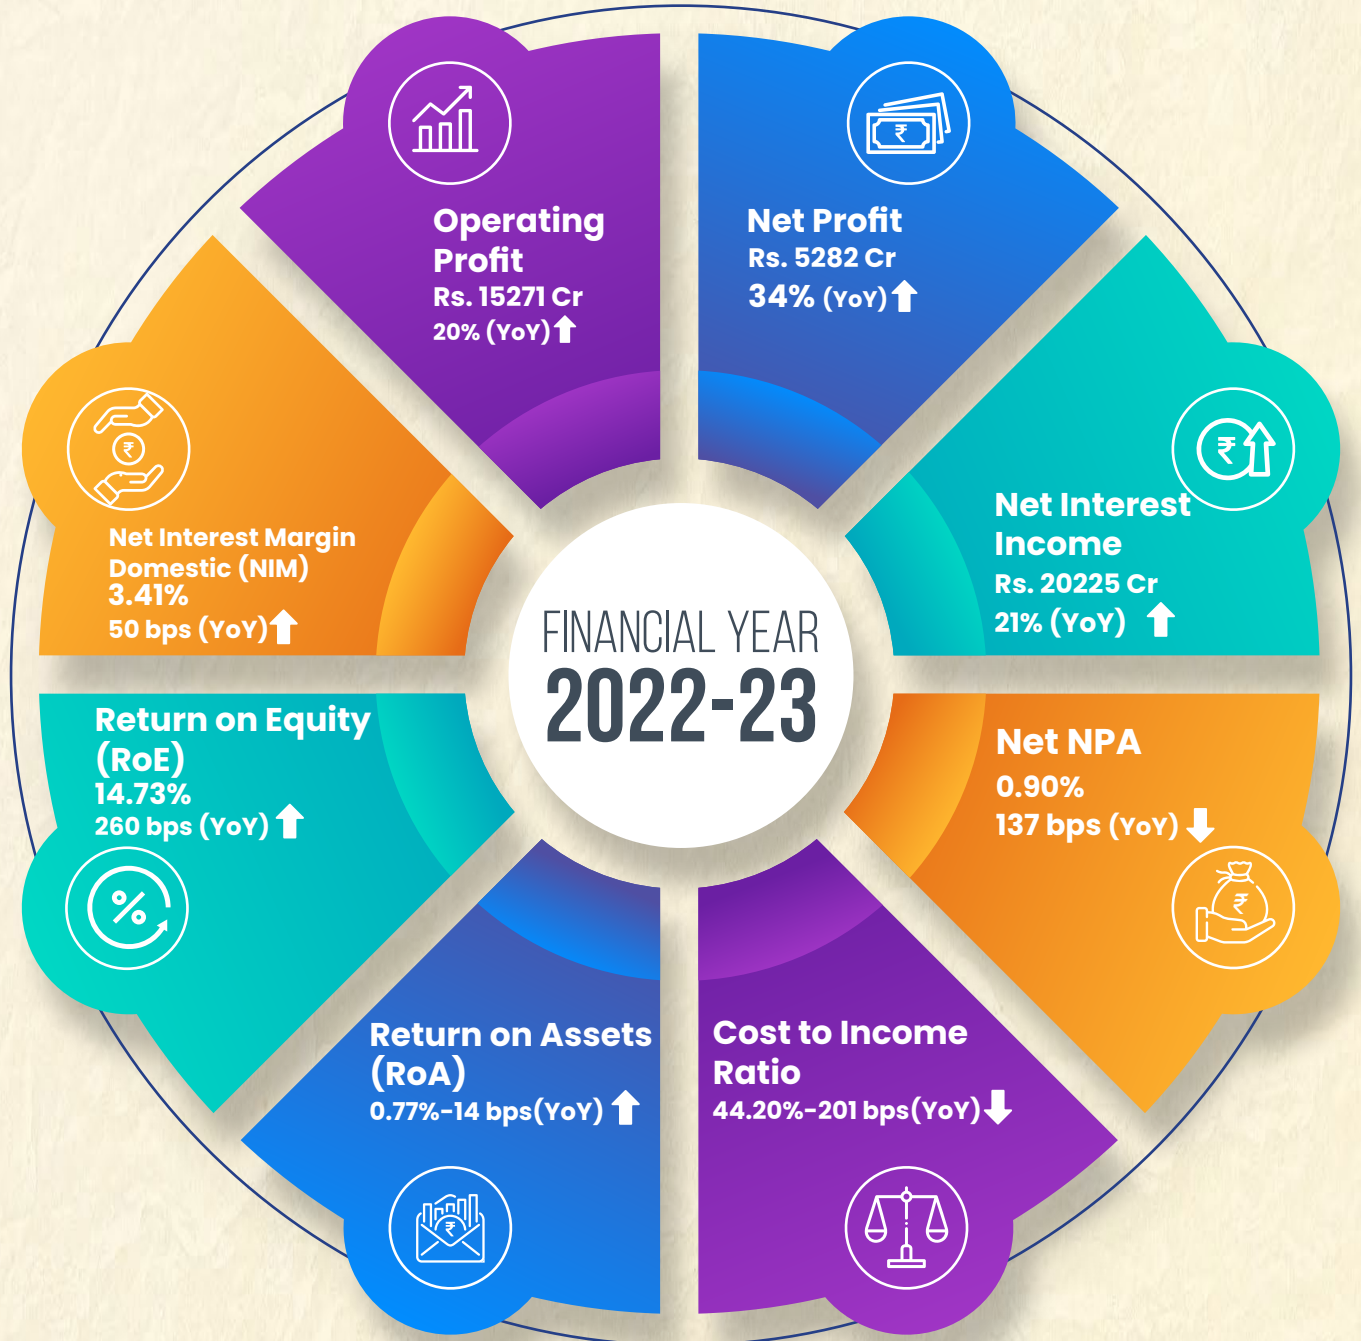 Operating
Profit
Rs. 15271 Cr
20% (YoY)
Net Profit
Rs. 5282 Cr
34% (YoY)
Net Interest
Income
Rs. 20225 Cr
21% (YoY)
Net NPA
0.90%
137 bps (YoY)
Cost to Income
Ratio
44.20%-201 bps(YoY)
Return on Assets
(RoA)
0.77%-14 bps(YoY)
Return on Equity
(RoE)
14.73%
260 bps (YoY)
Net Interest Margin
Domestic (NIM)
3.41%
50 bps (YoY)
FINANCIAL YEAR
2022-23
₹
₹
₹
₹
₹
%